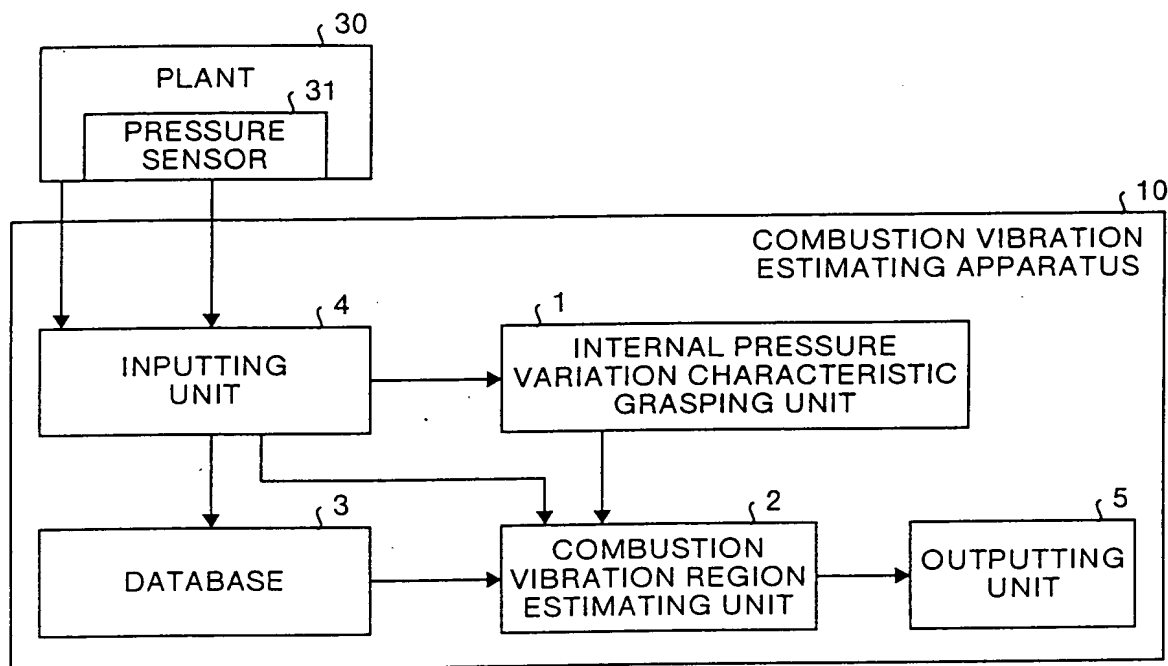 30
PLANT
31
PRESSURE
SENSOR
10
COMBUSTION VIBRATION
ESTIMATING APPARATUS
4
INPUTTING
UNIT
1
INTERNAL PRESSURE
VARIATION CHARACTERISTIC
GRASPING UNIT
3
DATABASE
2
COMBUSTION
VIBRATION REGION
ESTIMATING UNIT
5
OUTPUTTING
UNIT